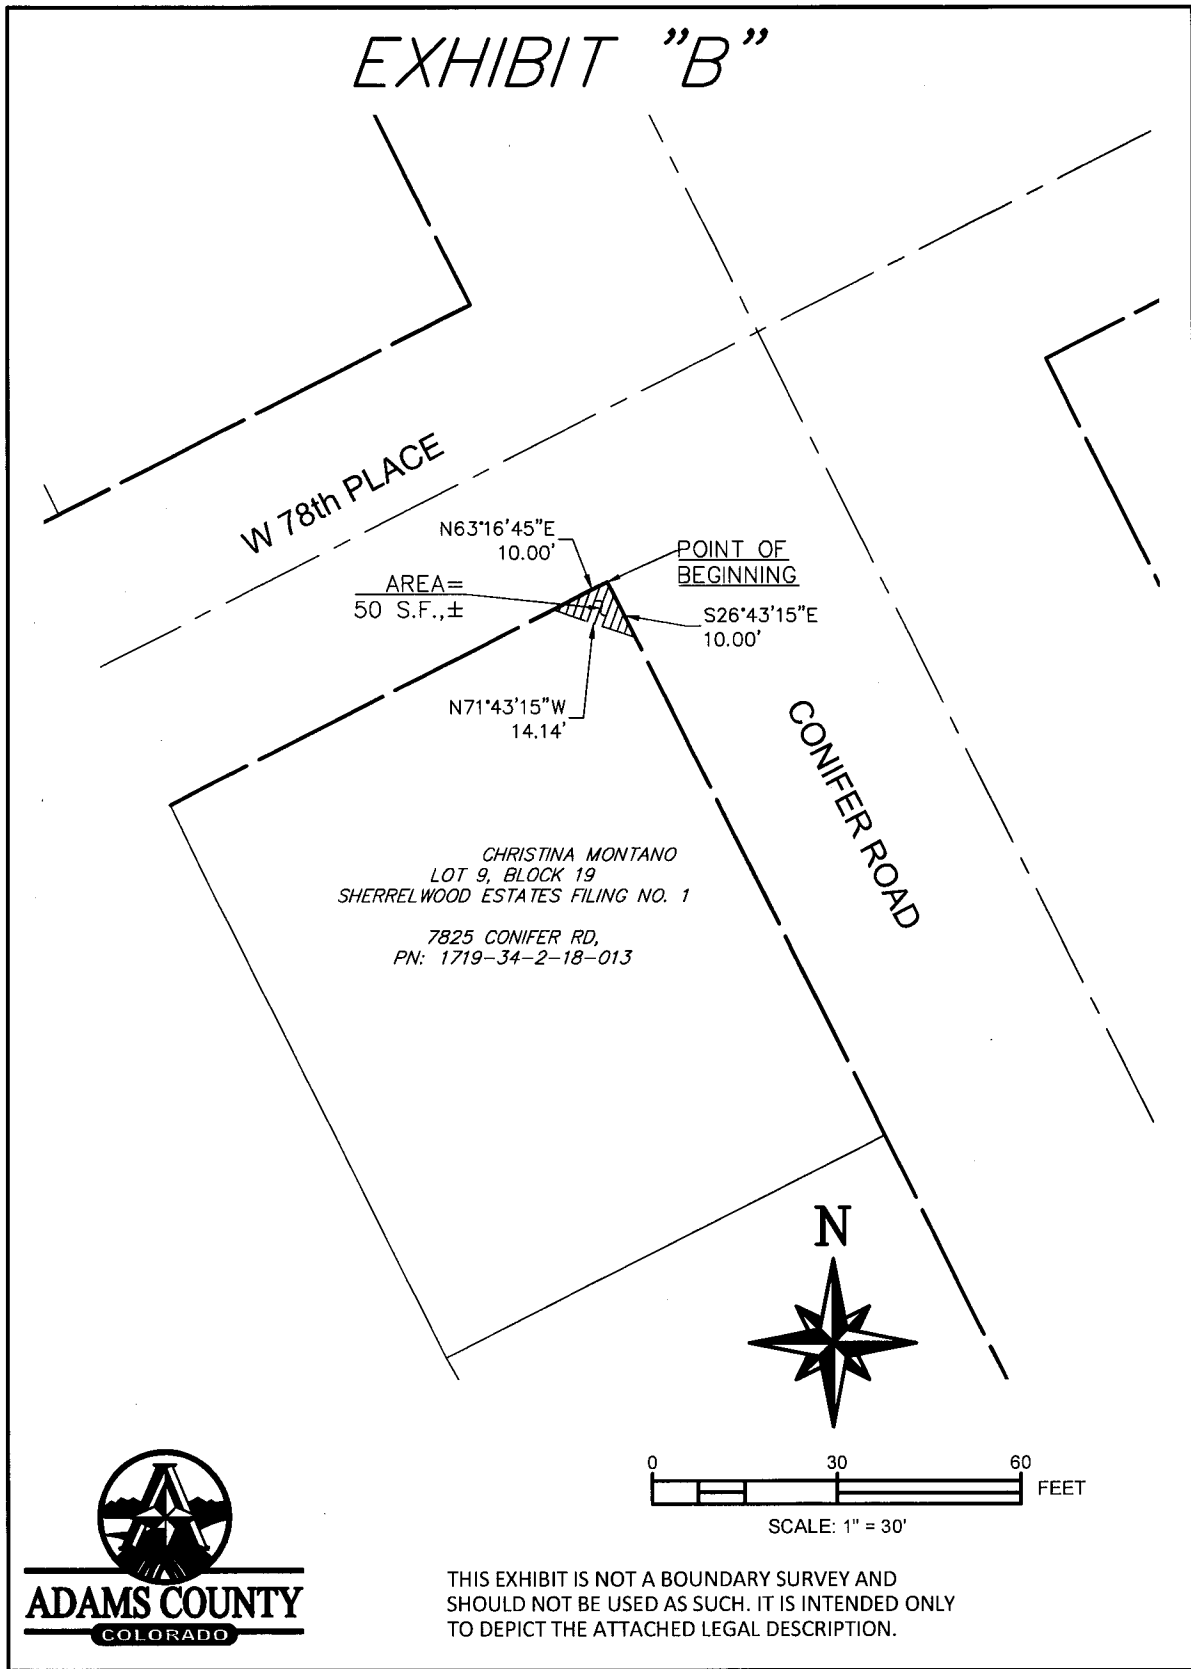 EXHIBIT "B"
W 78th PLACE
N63°16'45"E
10.00'
POINT OF
BEGINNING
AREA=
50 S.F.,±
S26°43'15"E
10.00'
N71°43'15"W
14.14'
CONIFER ROAD
CHRISTINA MONTANO
LOT 9, BLOCK 19
SHERRELWOOD ESTATES FILING NO. 1
7825 CONIFER RD,
PN: 1719-34-2-18-013
N
0 30 60
FEET
SCALE: 1" = 30'
ADAMS COUNTY
COLORADO
THIS EXHIBIT IS NOT A BOUNDARY SURVEY AND
SHOULD NOT BE USED AS SUCH. IT IS INTENDED ONLY
TO DEPICT THE ATTACHED LEGAL DESCRIPTION.